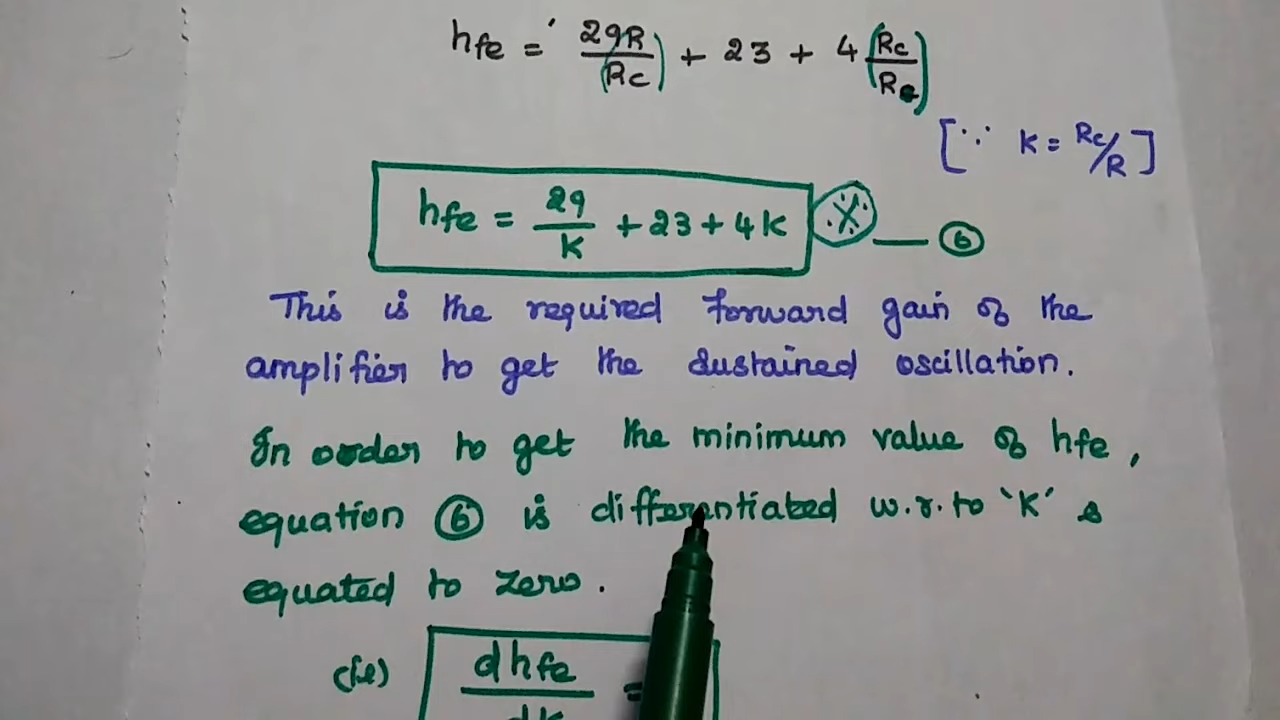 hfe = 29R/Rc + 23 + 4 (Rc/Re)
[∵ K = Rc/R]
hfe = 29/K + 23 + 4K — 6
This is the required forward gain of the
amplifier to get the sustained oscillation.
In order to get the minimum value of hfe,
equation 6 is differentiated w.r.to 'K' &
equated to zero.
(ie) dhfe/dK =